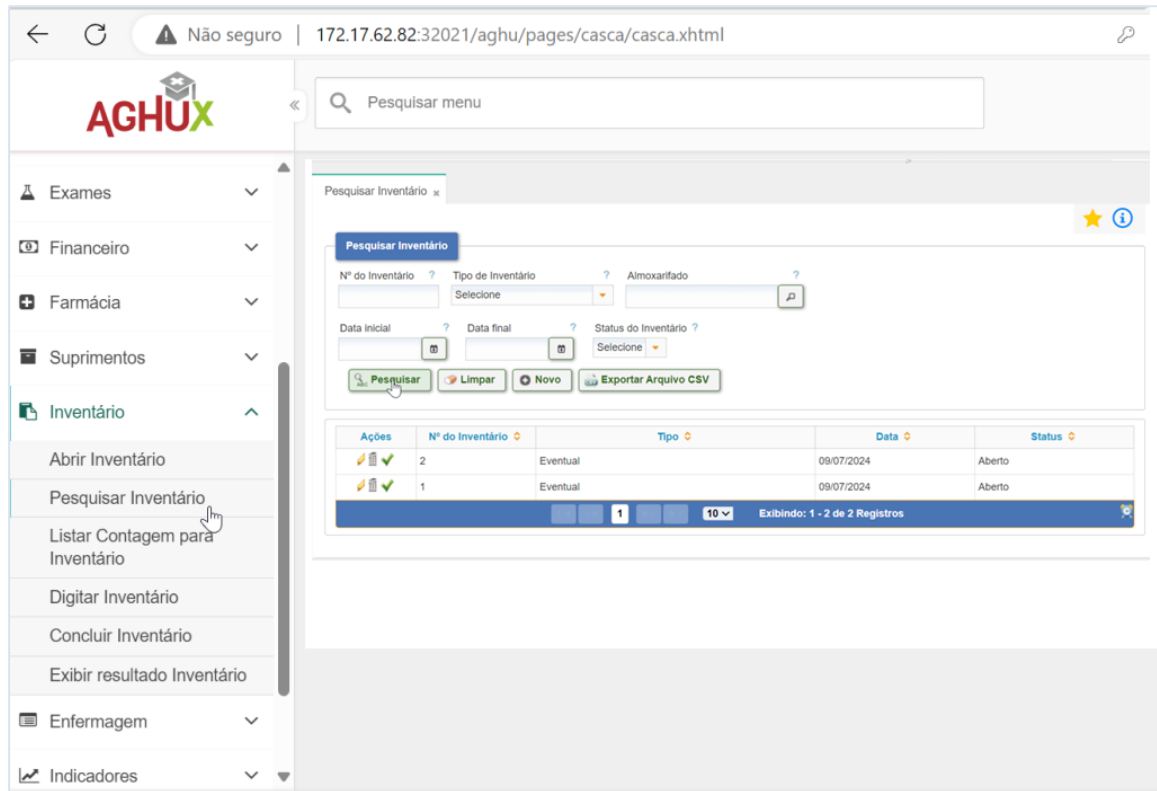 Não seguro | 172.17.62.82:32021/aghu/pages/casca/casca.xhtml
AGHUX
«
Pesquisar menu
Exames
Financeiro
Farmácia
Suprimentos
Inventário
Abrir Inventário
Pesquisar Inventário
Listar Contagem para
Inventário
Digitar Inventário
Concluir Inventário
Exibir resultado Inventário
Enfermagem
Indicadores
Pesquisar Inventário x
Pesquisar Inventário
Nº do Inventário ? Tipo de Inventário ? Almoxarifado ?
Selecione
Data inicial ? Data final ? Status do Inventário ?
Selecione
Pesquisar Limpar Novo Exportar Arquivo CSV
Ações Nº do Inventário Tipo Data Status
2 Eventual 09/07/2024 Aberto
1 Eventual 09/07/2024 Aberto
1 10 Exibindo: 1 - 2 de 2 Registros